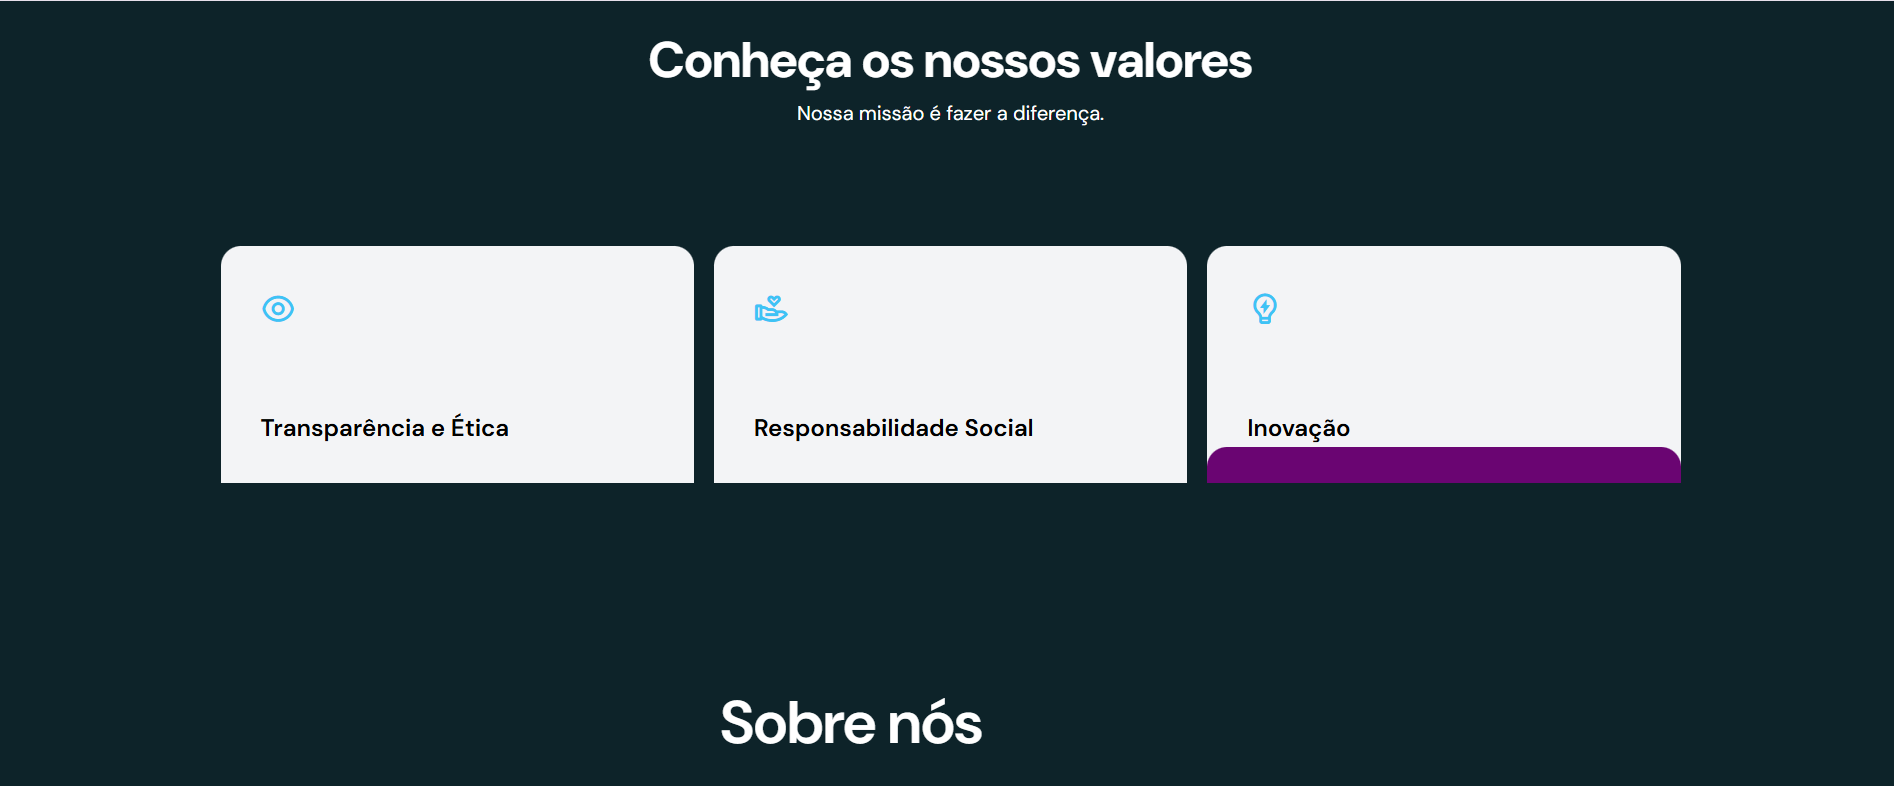 Conheça os nossos valores
Nossa missão é fazer a diferença.
Transparência e Ética
Responsabilidade Social
Inovação
Sobre nós